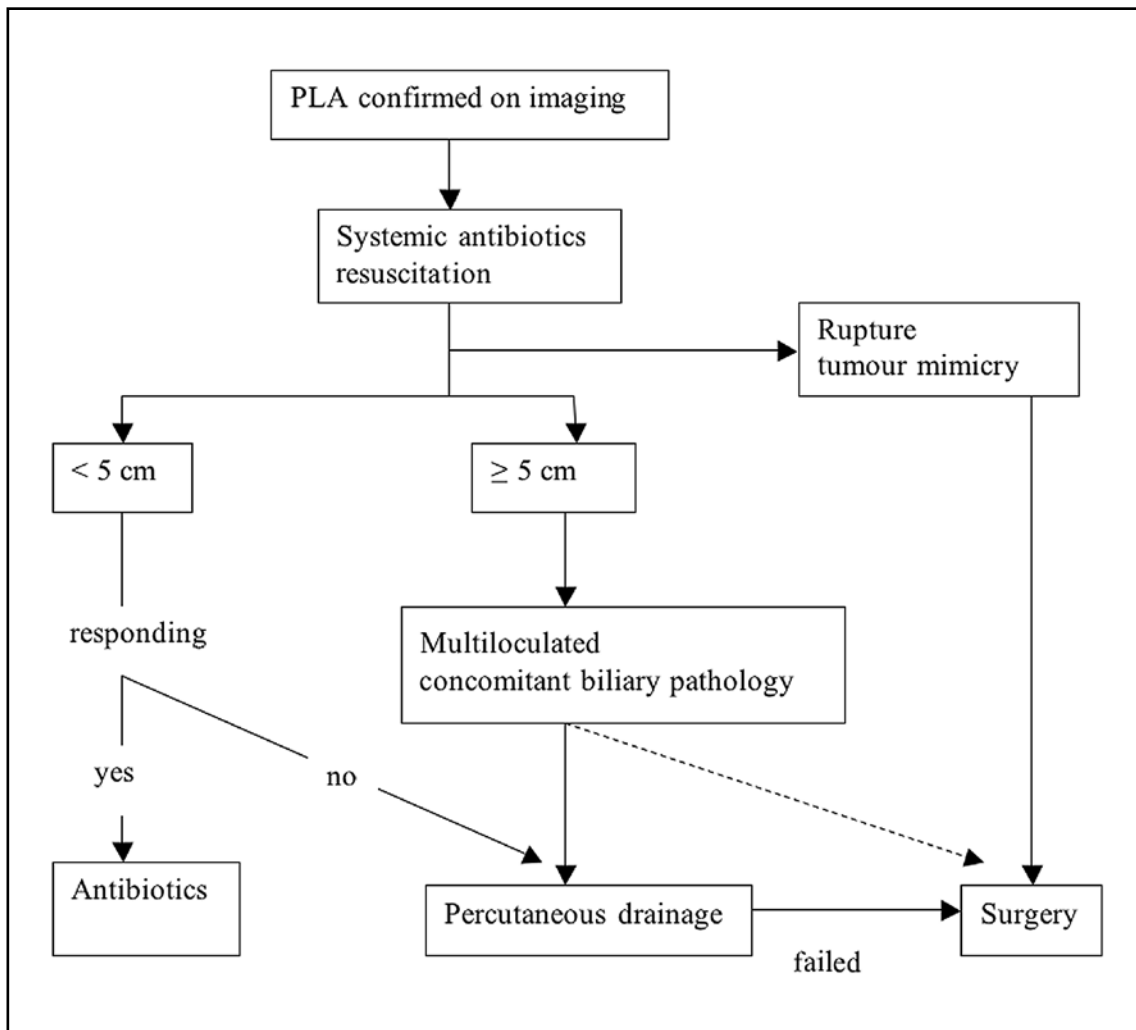 PLA confirmed on imaging
Systemic antibiotics
resuscitation
Rupture
tumour mimicry
< 5 cm
≥ 5 cm
responding
Multiloculated
concomitant biliary pathology
yes
no
Antibiotics
Percutaneous drainage
Surgery
failed